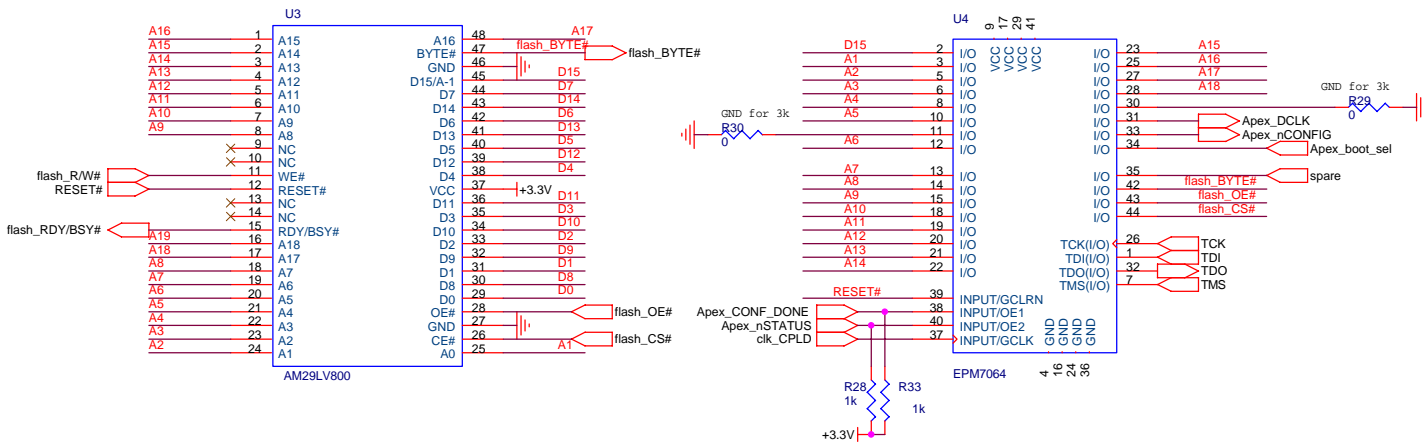 U3
A16 1 A15 A16 48 A17
A15 2 A14 BYTE# 47 flash_BYTE# flash_BYTE#
A14 3 A13 GND 46
A13 4 A12 D15/A-1 45 D15
A12 5 A11 D7 44 D7
A11 6 A10 D14 43 D14
A10 7 A9 D6 42 D6
A9 8 A8 D13 41 D13
9 NC D5 40 D5
10 NC D12 39 D12
flash_R/W# 11 WE# D4 38 D4
RESET# 12 RESET# VCC 37 +3.3V
13 NC D11 36 D11
14 NC D3 35 D3
flash_RDY/BSY# 15 RDY/BSY# D10 34 D10
A19 16 A18 D2 33 D2
A18 17 A17 D9 32 D9
A8 18 A7 D1 31 D1
A7 19 A6 D8 30 D8
A6 20 A5 D0 29 D0
A5 21 A4 OE# 28 flash_OE#
A4 22 A3 GND 27
A3 23 A2 CE# 26 flash_CS#
A2 24 A1 A0 25 A1
AM29LV800
U4
9 17 29 41
VCC VCC VCC VCC
D15 2 I/O I/O 23 A15
A1 3 I/O I/O 25 A16
A2 5 I/O I/O 27 A17
A3 6 I/O I/O 28 A18
A4 8 I/O I/O 30
GND for 3k
R29
0
A5 10 I/O I/O 31 Apex_DCLK
GND for 3k
R30
0
11 I/O I/O 33 Apex_nCONFIG
A6 12 I/O I/O 34 Apex_boot_sel
A7 13 I/O I/O 35 spare
A8 14 I/O I/O 42 flash_BYTE#
A9 15 I/O I/O 43 flash_OE#
A10 18 I/O I/O 44 flash_CS#
A11 19 I/O
A12 20 I/O TCK(I/O) 26 TCK
A13 21 I/O TDI(I/O) 1 TDI
A14 22 I/O TDO(I/O) 32 TDO
TMS(I/O) 7 TMS
RESET# 39 INPUT/GCLRN
Apex_CONF_DONE 38 INPUT/OE1
Apex_nSTATUS 40 INPUT/OE2
clk_CPLD 37 INPUT/GCLK
GND GND GND GND
4 16 24 36
EPM7064
R28 R33
1k 1k
+3.3V